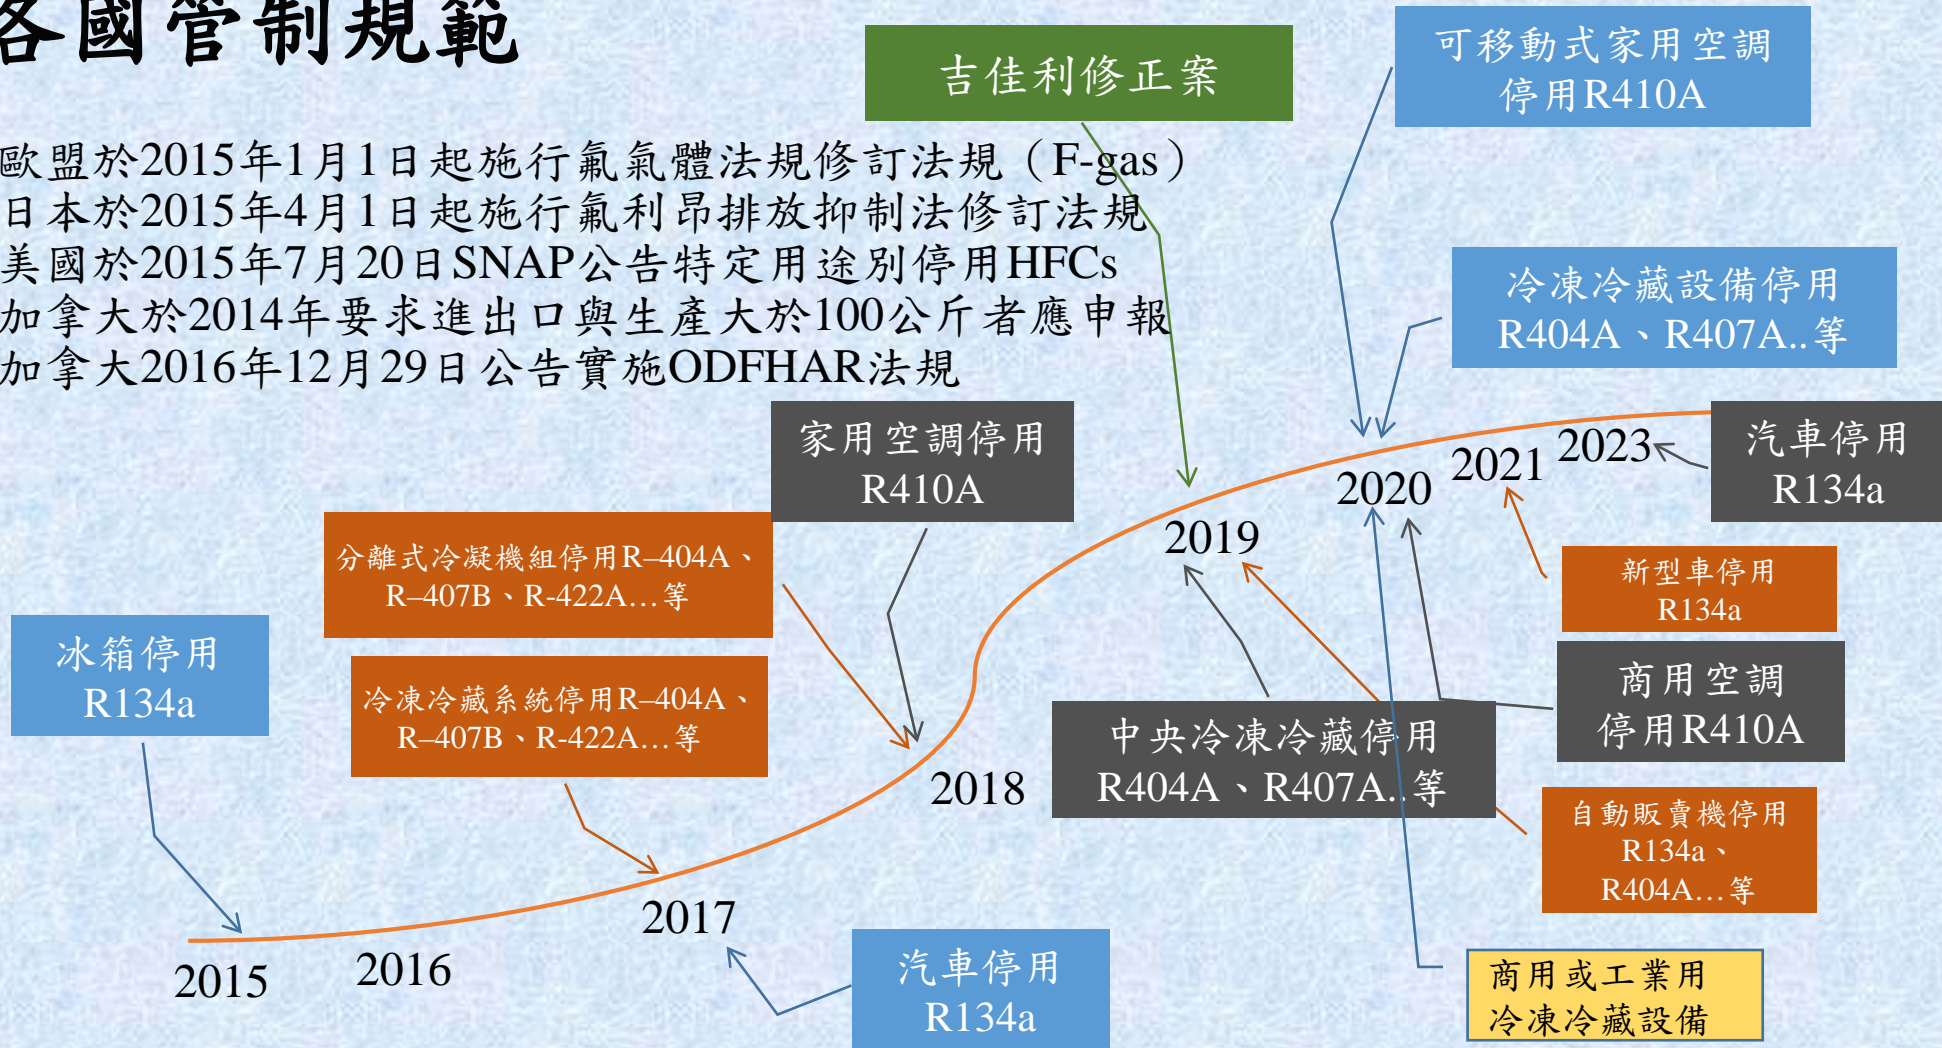 各國管制規範
吉佳利修正案
可移動式家用空調
停用R410A
歐盟於2015年1月1日起施行氟氣體法規修訂法規（F-gas）
日本於2015年4月1日起施行氟利昂排放抑制法修訂法規
美國於2015年7月20日SNAP公告特定用途別停用HFCs
加拿大於2014年要求進出口與生產大於100公斤者應申報
加拿大2016年12月29日公告實施ODFHAR法規
冷凍冷藏設備停用
R404A、R407A..等
家用空調停用
R410A
汽車停用
R134a
2023
2021
2020
2019
分離式冷凝機組停用R–404A、
R–407B、R-422A…等
新型車停用
R134a
冰箱停用
R134a
冷凍冷藏系統停用R–404A、
R–407B、R-422A…等
商用空調
停用R410A
中央冷凍冷藏停用
R404A、R407A..等
2018
自動販賣機停用
R134a、
R404A…等
2017
2016
2015
汽車停用
R134a
商用或工業用
冷凍冷藏設備